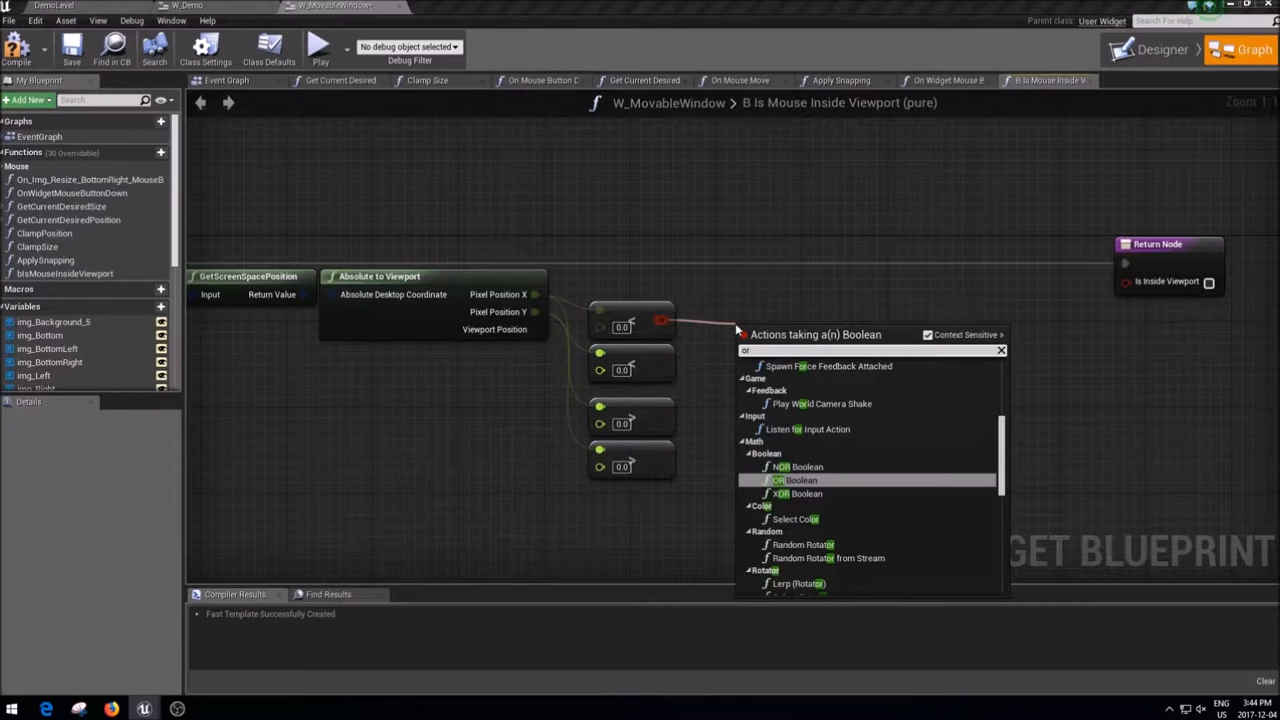 DemoLevel
W_Demo
W_MovableWindow*
File Edit Asset View Debug Window Help
Parent class: User Widget
Search For Help
Compile
Save
Find in CB
Search
Class Settings
Class Defaults
Play
No debug object selected
Debug Filter
Designer
Graph
My Blueprint
Event Graph
Get Current Desired
Clamp Size
On Mouse Button D
Get Current Desired
On Mouse Move
Apply Snapping
On Widget Mouse B
B Is Mouse Inside V
Add New
Search
W_MovableWindow > B Is Mouse Inside Viewport (pure)
Zoom 1:1
Graphs
EventGraph
Functions (30 Overridable)
Mouse
On_Img_Resize_BottomRight_MouseB
OnWidgetMouseButtonDown
GetCurrentDesiredSize
GetCurrentDesiredPosition
ClampPosition
ClampSize
ApplySnapping
bIsMouseInsideViewport
Macros
Variables
img_Background_5
img_Bottom
img_BottomLeft
img_BottomRight
img_Left
img_Right
Details
GetScreenSpacePosition
Input Return Value
Absolute to Viewport
Absolute Desktop Coordinate Pixel Position X
Pixel Position Y
Viewport Position
<
0.0
<
0.0
>
0.0
>
0.0
Return Node
Is Inside Viewport
Actions taking a(n) Boolean
Context Sensitive
or
Spawn Force Feedback Attached
Game
Feedback
Play World Camera Shake
Input
Listen for Input Action
Math
Boolean
NOR Boolean
OR Boolean
XOR Boolean
Color
Select Color
Random
Random Rotator
Random Rotator from Stream
Rotator
Lerp (Rotator)
GET BLUEPRINT
Compiler Results
Find Results
• Fast Template Successfully Created
Clear
ENG
US
3:44 PM
2017-12-04